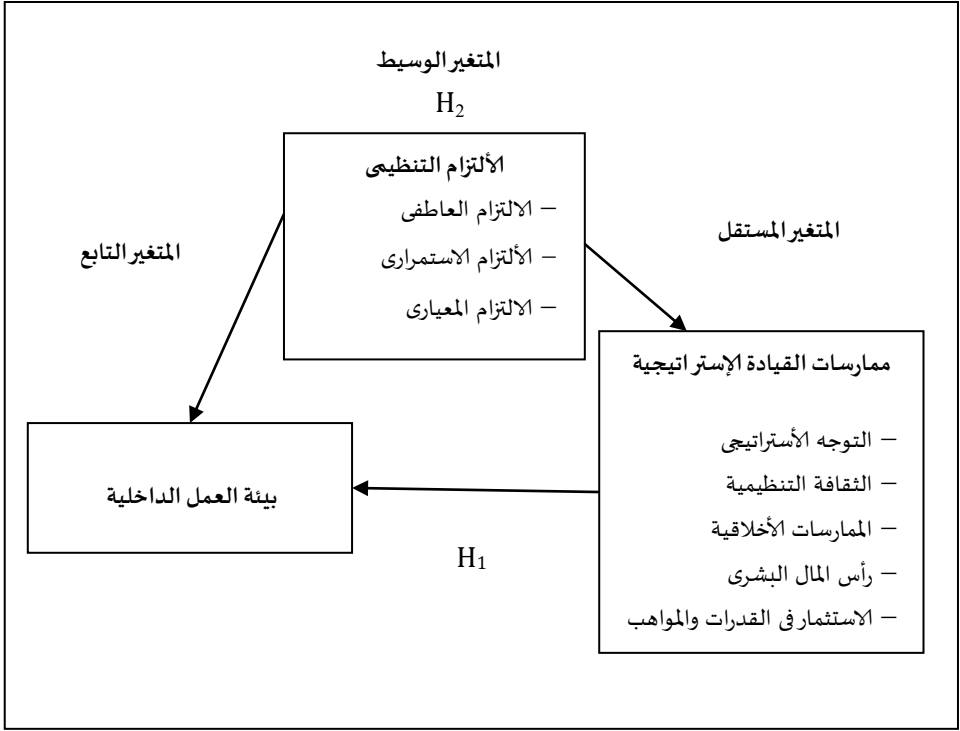 المتغير الوسيط
H₂
الألتزام التنظيمى
– الالتزام العاطفى
– الألتزام الاستمرارى
– الالتزام المعيارى
المتغير المستقل
المتغير التابع
ممارسات القيادة الإستراتيجية
– التوجه الأستراتيجى
– الثقافة التنظيمية
– الممارسات الأخلاقية
– رأس المال البشرى
– الاستثمار فى القدرات والمواهب
بيئة العمل الداخلية
H₁